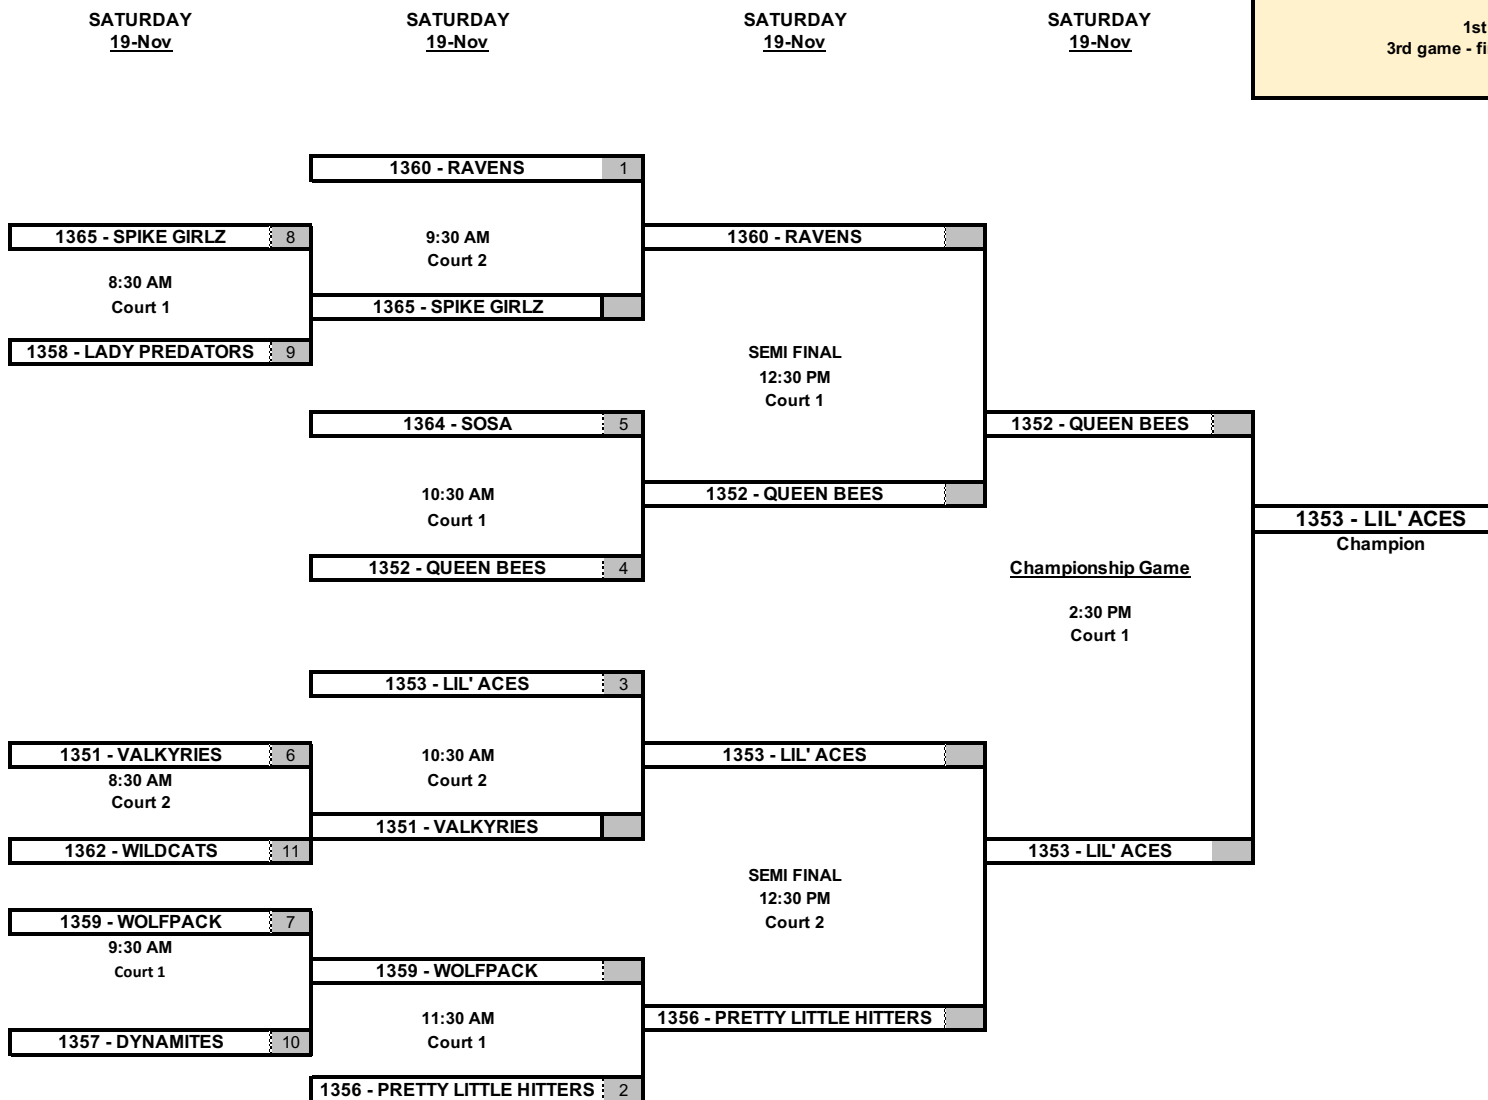 SATURDAY SATURDAY SATURDAY SATURDAY
19-Nov 19-Nov 19-Nov 19-Nov
1st
3rd game - fi
1360 - RAVENS 1
1365 - SPIKE GIRLZ 8
9:30 AM
Court 2
1360 - RAVENS
8:30 AM
Court 1
1365 - SPIKE GIRLZ
1358 - LADY PREDATORS 9
SEMI FINAL
12:30 PM
Court 1
1364 - SOSA 5
1352 - QUEEN BEES
10:30 AM
Court 1
1352 - QUEEN BEES
1353 - LIL' ACES
Champion
1352 - QUEEN BEES 4
Championship Game
2:30 PM
Court 1
1353 - LIL' ACES 3
1351 - VALKYRIES 6
8:30 AM
Court 2
10:30 AM
Court 2
1353 - LIL' ACES
1351 - VALKYRIES
1362 - WILDCATS 11
1353 - LIL' ACES
SEMI FINAL
12:30 PM
Court 2
1359 - WOLFPACK 7
9:30 AM
Court 1
1359 - WOLFPACK
11:30 AM
Court 1
1356 - PRETTY LITTLE HITTERS
1357 - DYNAMITES 10
1356 - PRETTY LITTLE HITTERS 2